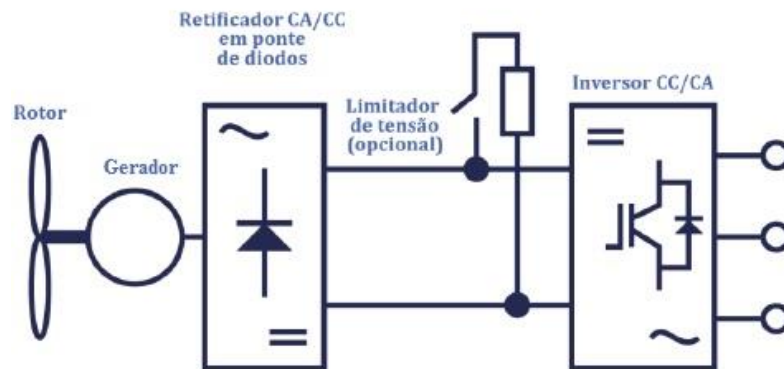 Retificador CA/CC
em ponte
de diodos
Rotor
Gerador
Limitador
de tensão
(opcional)
Inversor CC/CA